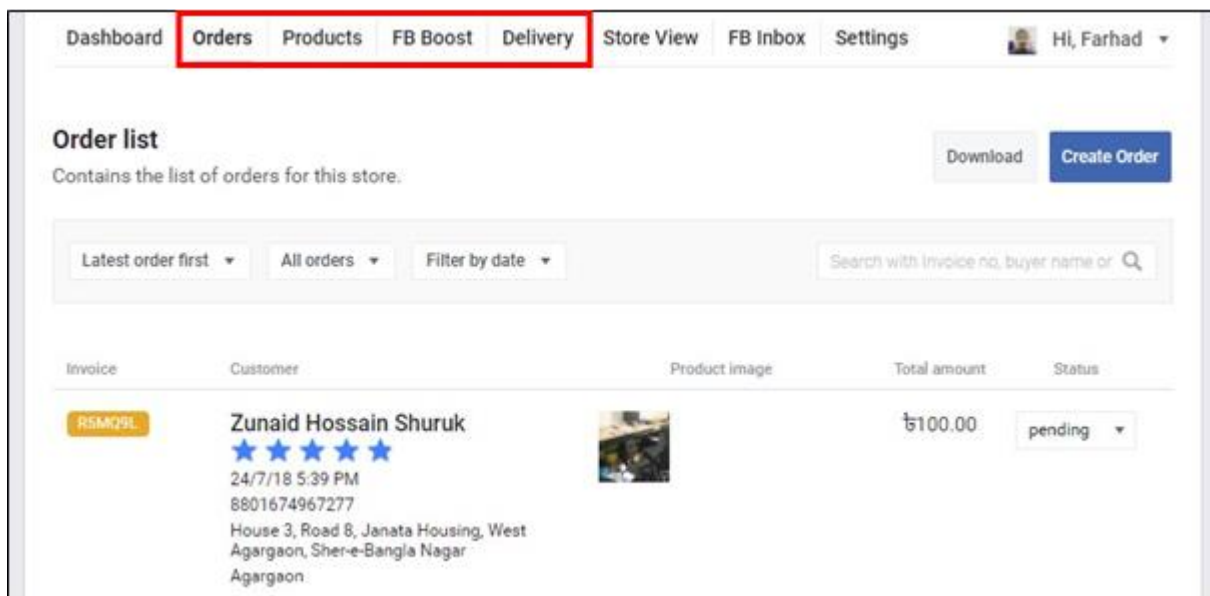 Dashboard Orders Products FB Boost Delivery Store View FB Inbox Settings Hi, Farhad
Order list
Contains the list of orders for this store.
Download Create Order
Latest order first All orders Filter by date Search with Invoice no, buyer name or
Invoice Customer Product image Total amount Status
R5MQ9L Zunaid Hossain Shuruk ৳100.00 pending
24/7/18 5:39 PM
8801674967277
House 3, Road 8, Janata Housing, West
Agargaon, Sher-e-Bangla Nagar
Agargaon